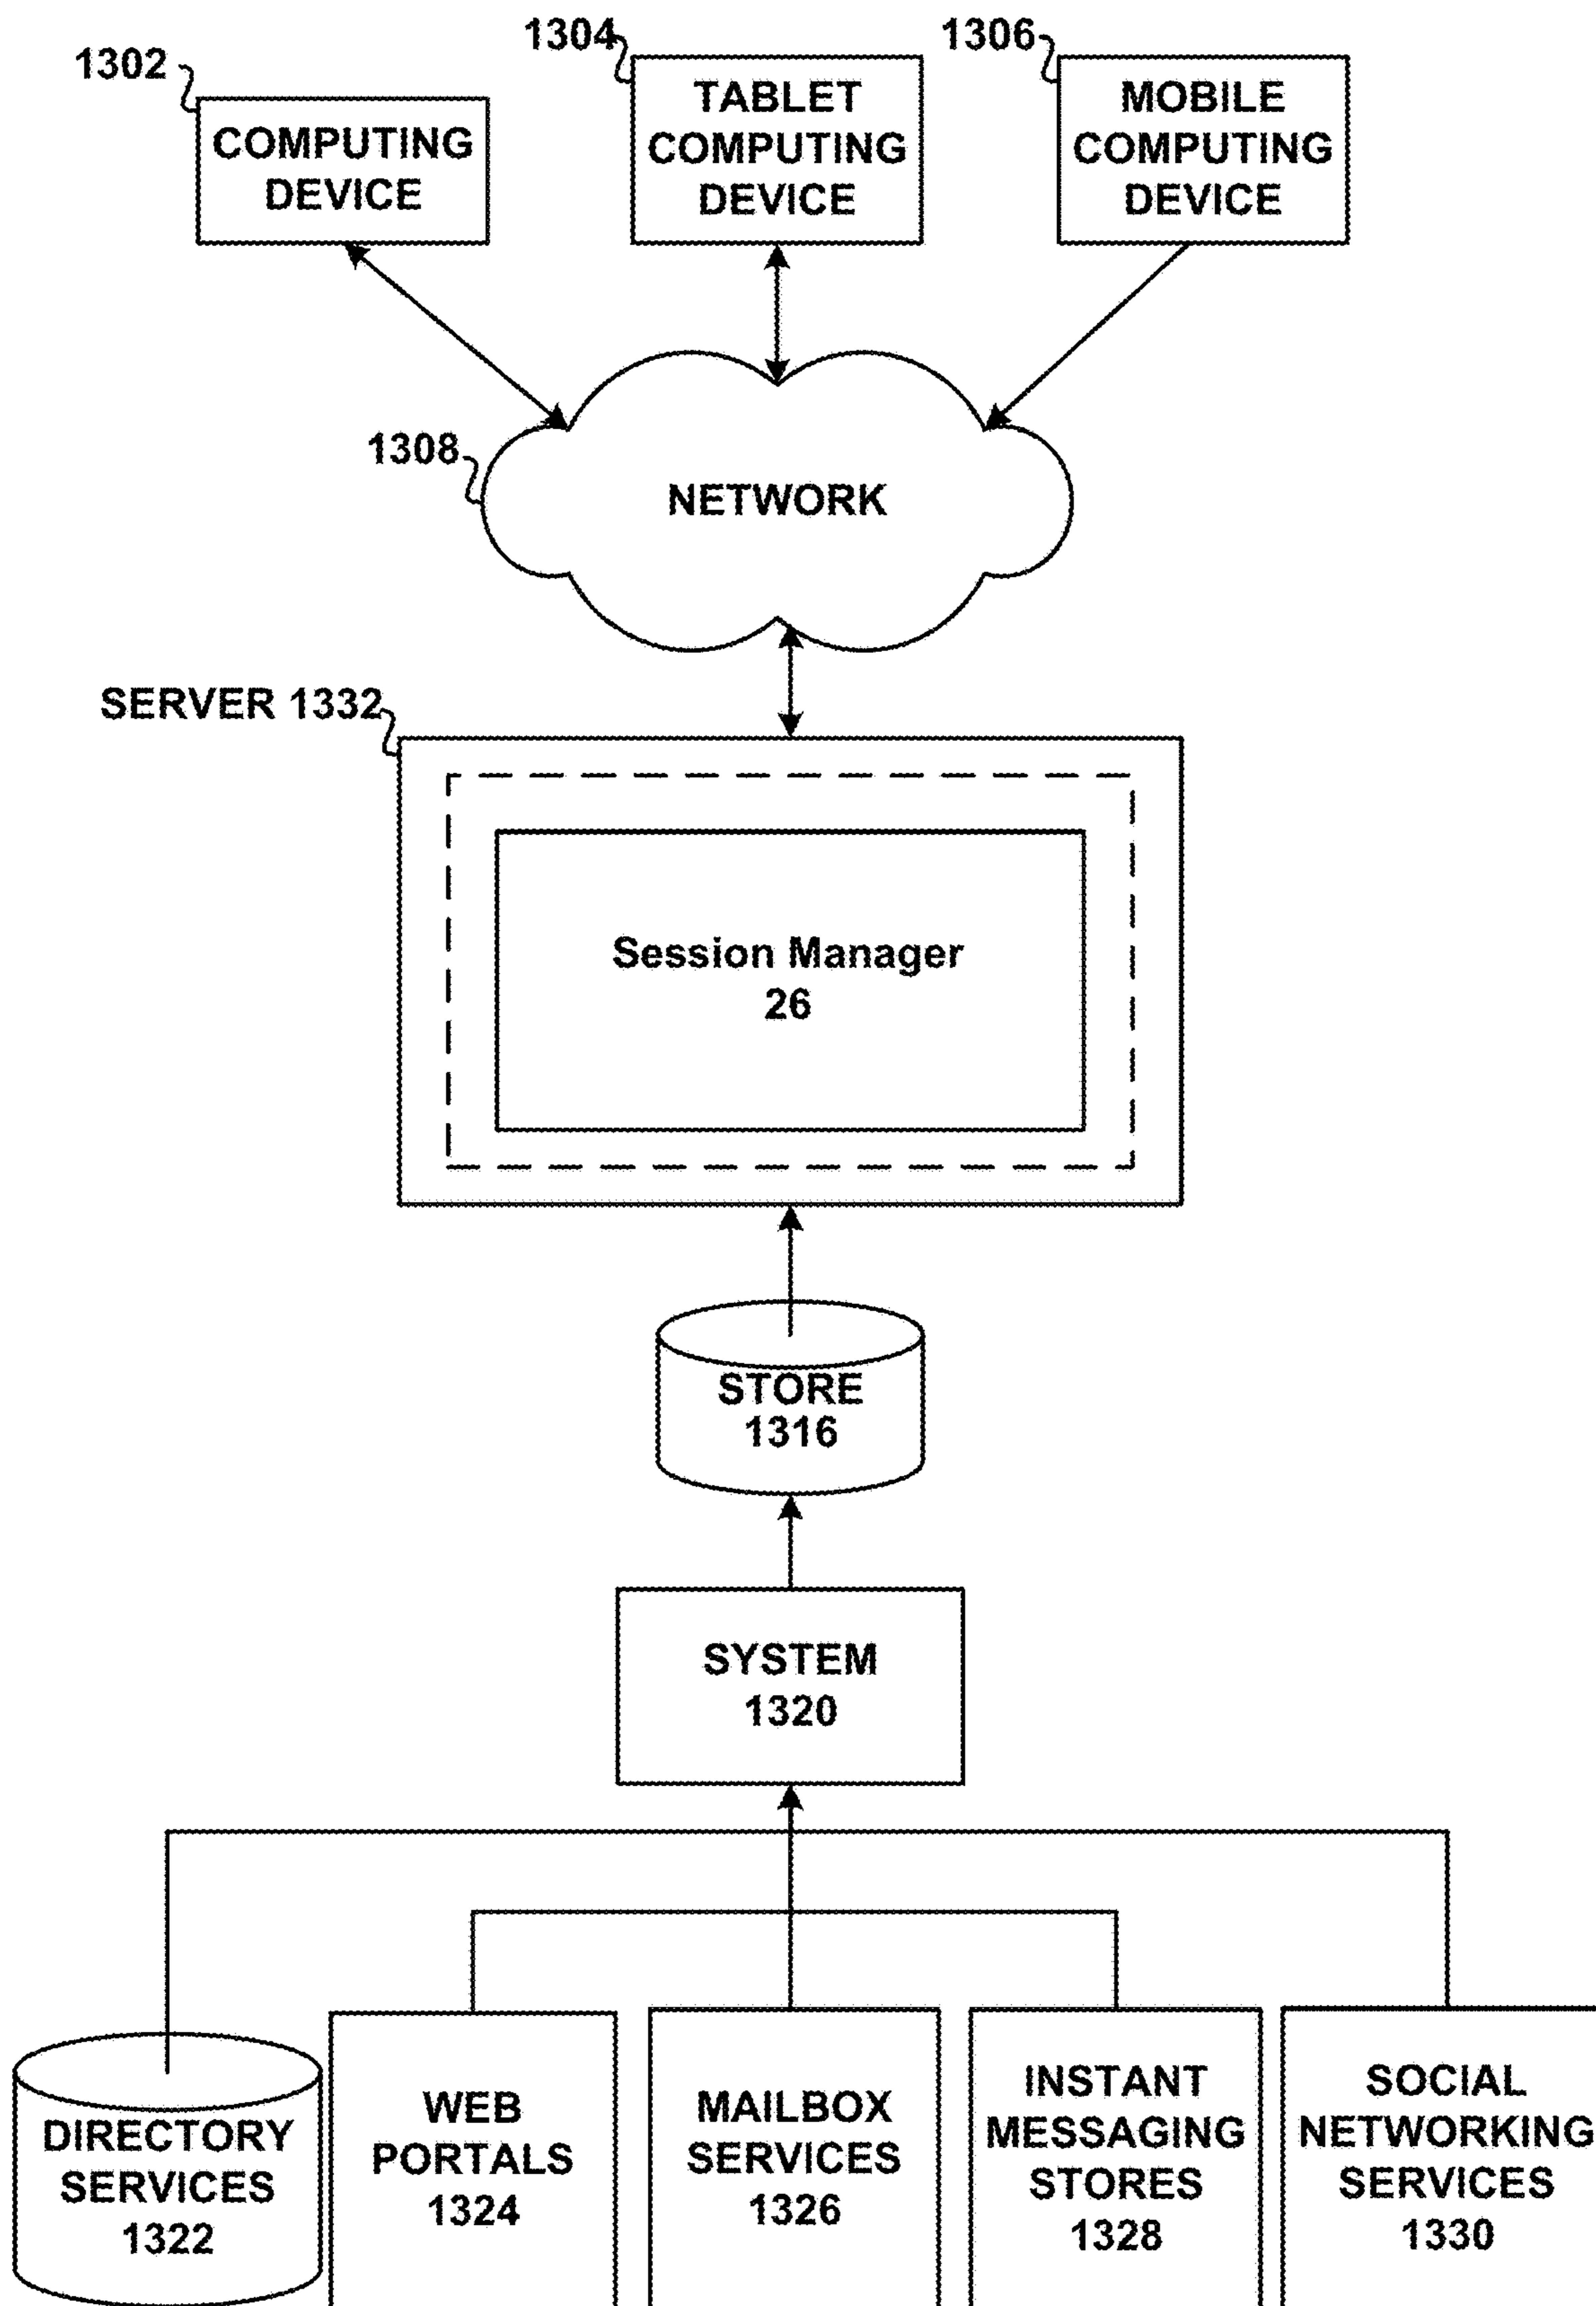 1302
COMPUTING
DEVICE
1304
TABLET
COMPUTING
DEVICE
1306
MOBILE
COMPUTING
DEVICE
1308
NETWORK
SERVER 1332
Session Manager
26
STORE
1316
SYSTEM
1320
DIRECTORY
SERVICES
1322
WEB
PORTALS
1324
MAILBOX
SERVICES
1326
INSTANT
MESSAGING
STORES
1328
SOCIAL
NETWORKING
SERVICES
1330